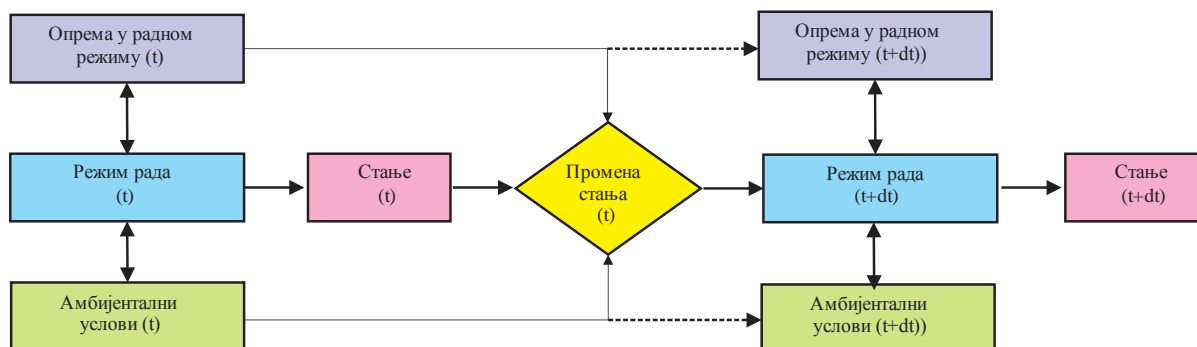 Опрема у радном
режиму (t)
Опрема у радном
режиму (t+dt))
Режим рада
(t)
Стање
(t)
Промена
стања
(t)
Режим рада
(t+dt)
Стање
(t+dt)
Амбијентални
услови (t)
Амбијентални
услови (t+dt))